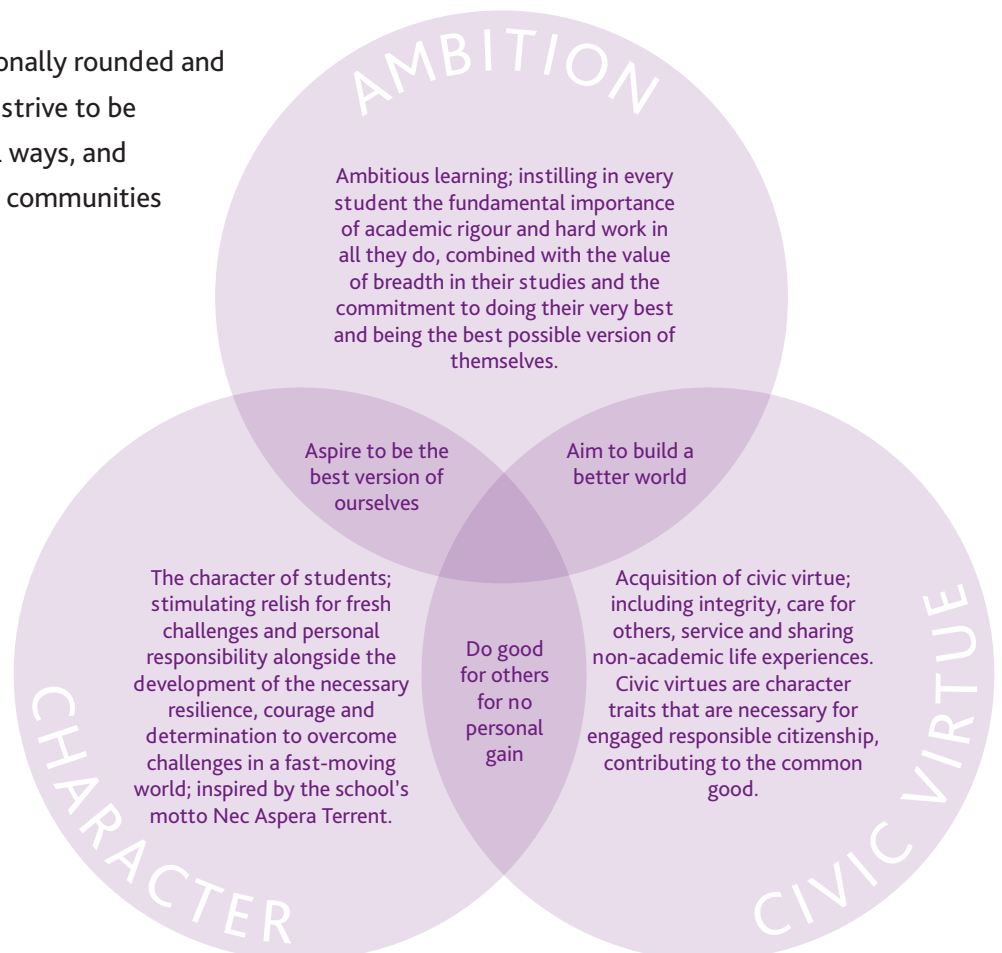 onally rounded and
strive to be
ways, and
communities
AMBITION
Ambitious learning; instilling in every
student the fundamental importance
of academic rigour and hard work in
all they do, combined with the value
of breadth in their studies and the
commitment to doing their very best
and being the best possible version of
themselves.
Aspire to be the
best version of
ourselves
Aim to build a
better world
The character of students;
stimulating relish for fresh
challenges and personal
responsibility alongside the
development of the necessary
resilience, courage and
determination to overcome
challenges in a fast-moving
world; inspired by the school's
motto Nec Aspera Terrent.
Do good
for others
for no
personal
gain
Acquisition of civic virtue;
including integrity, care for
others, service and sharing
non-academic life experiences.
Civic virtues are character
traits that are necessary for
engaged responsible citizenship,
contributing to the common
good.
CHARACTER
CIVIC VIRTUE